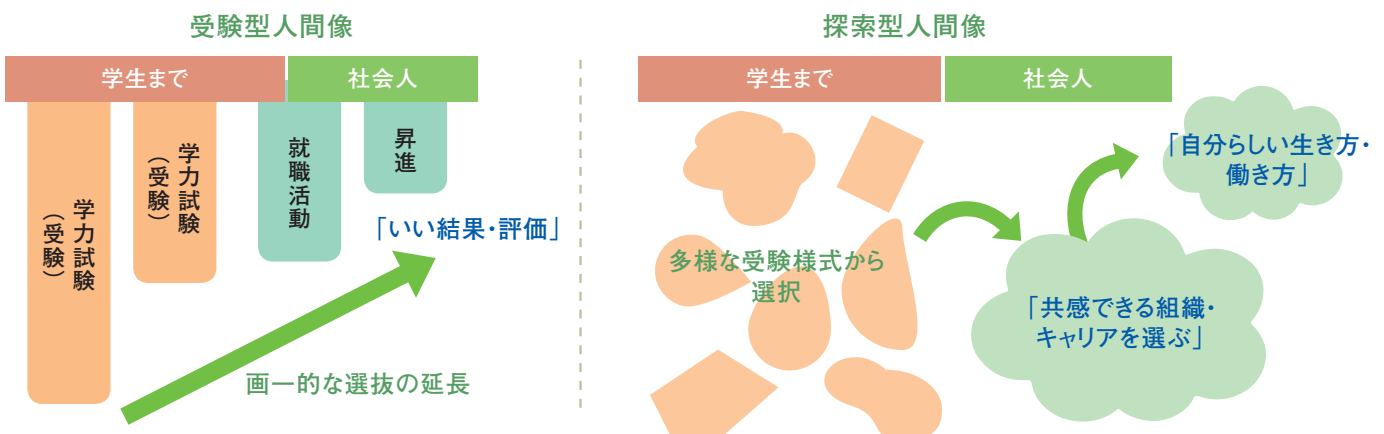 受験型人間像
学生まで
社会人
学力試験
（受験）
学力試験
（受験）
就職活動
昇進
「いい結果・評価」
画一的な選抜の延長
探索型人間像
学生まで
社会人
多様な受験様式から
選択
「共感できる組織・
キャリアを選ぶ」
「自分らしい生き方・
働き方」